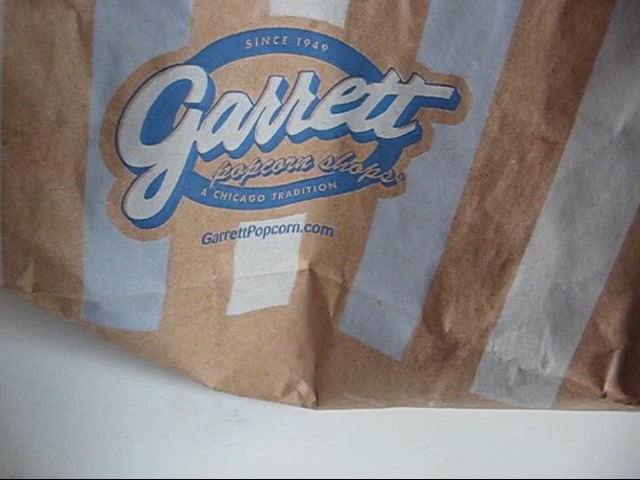 SINCE 1949
Garrett
popcorn shops®
A CHICAGO TRADITION
GarrettPopcorn.com